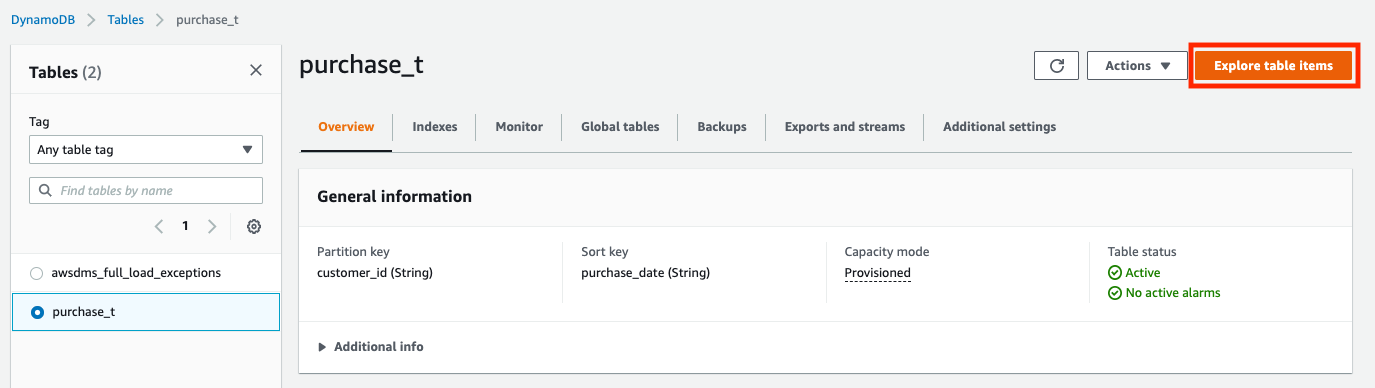 DynamoDB > Tables > purchase_t
Tables (2)
Tag
Any table tag
Find tables by name
1
awsdms_full_load_exceptions
purchase_t
purchase_t
Actions
Explore table items
Overview
Indexes
Monitor
Global tables
Backups
Exports and streams
Additional settings
General information
Partition key
customer_id (String)
Sort key
purchase_date (String)
Capacity mode
Provisioned
Table status
Active
No active alarms
Additional info